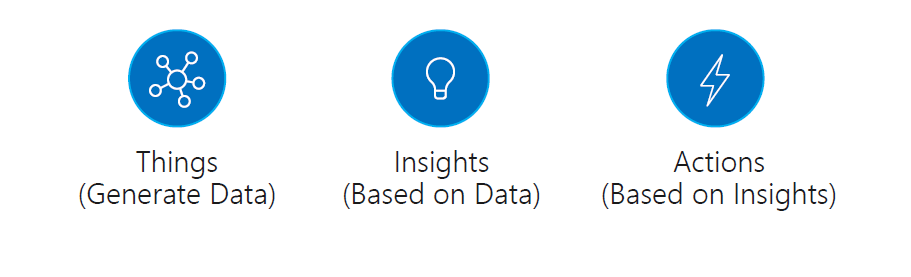 Things
(Generate Data)
Insights
(Based on Data)
Actions
(Based on Insights)